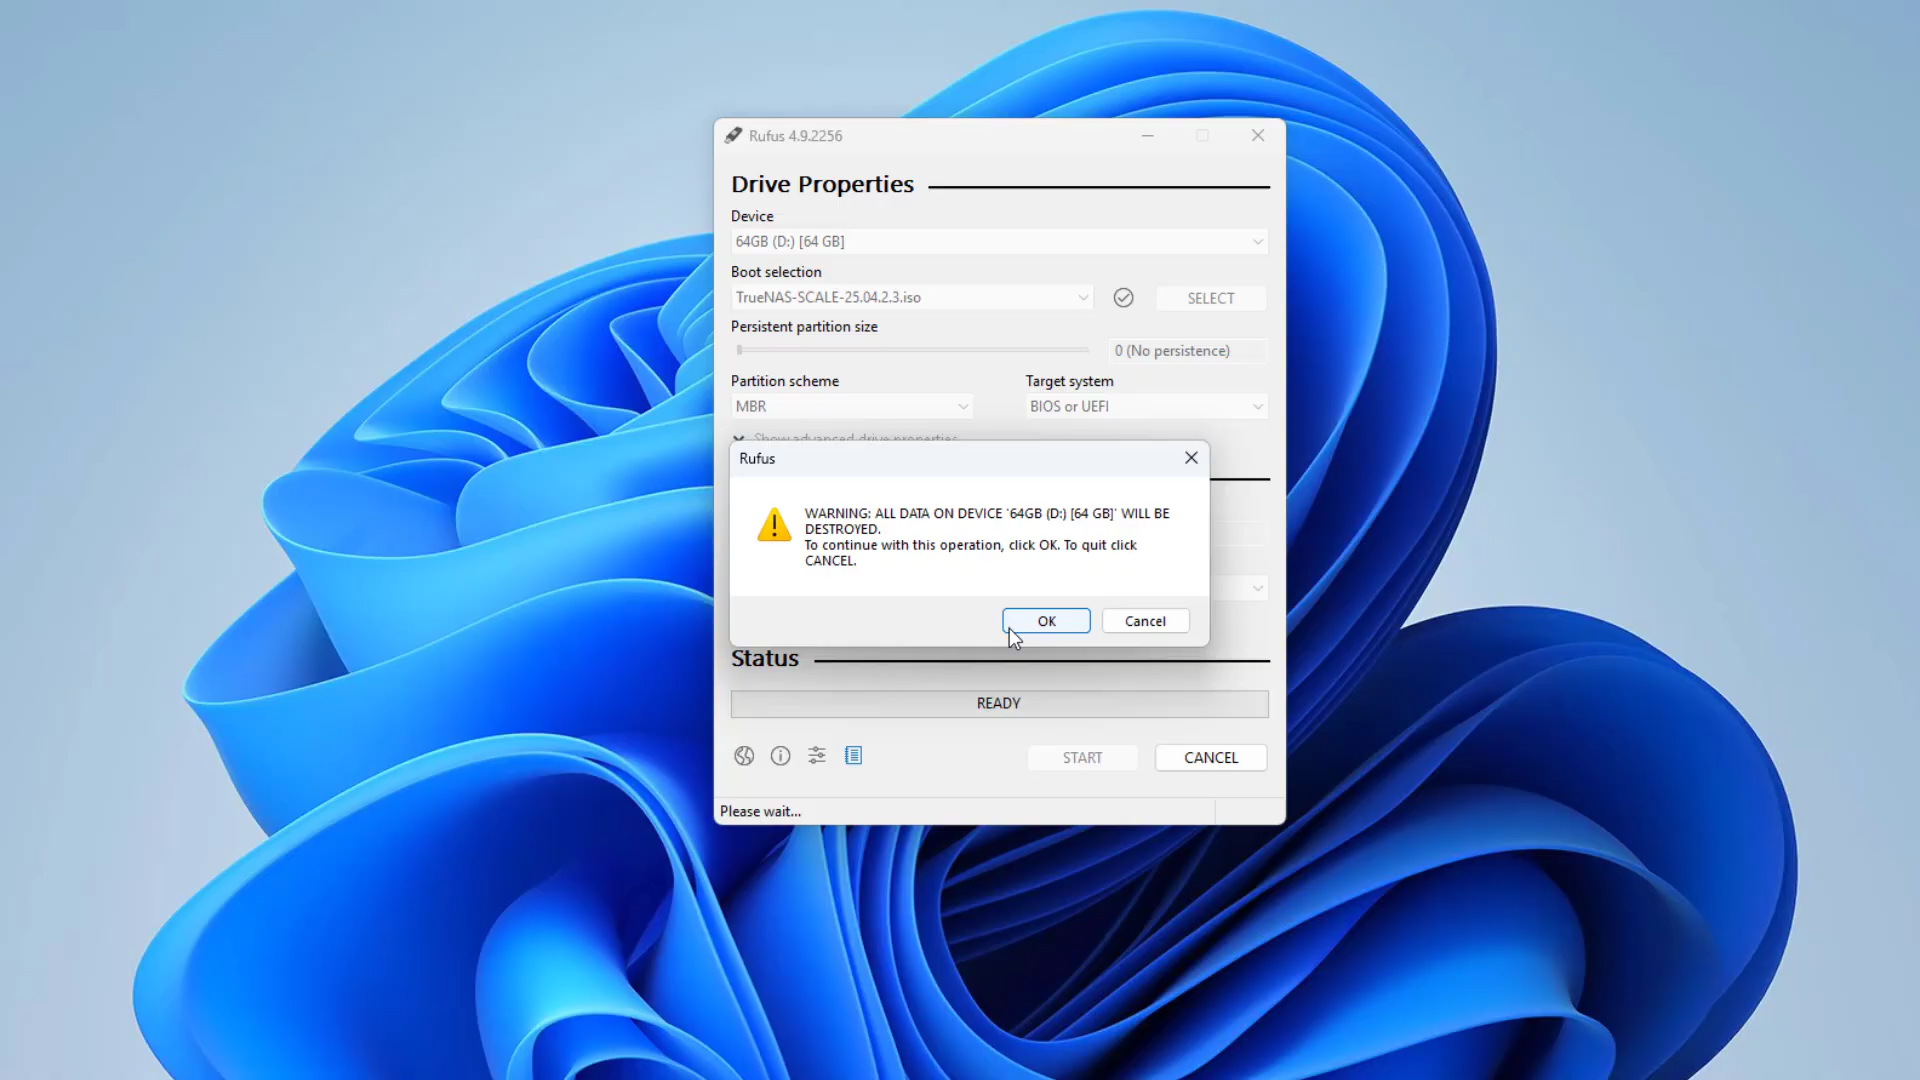 Rufus 4.9.2256
Drive Properties
Device
64GB (D:) [64 GB]
Boot selection
TrueNAS-SCALE-25.04.2.3.iso
SELECT
Persistent partition size
0 (No persistence)
Partition scheme
Target system
MBR
BIOS or UEFI
Show advanced drive properties
Rufus
WARNING: ALL DATA ON DEVICE '64GB (D:) [64 GB]' WILL BE
DESTROYED.
To continue with this operation, click OK. To quit click
CANCEL.
OK
Cancel
Status
READY
START
CANCEL
Please wait...